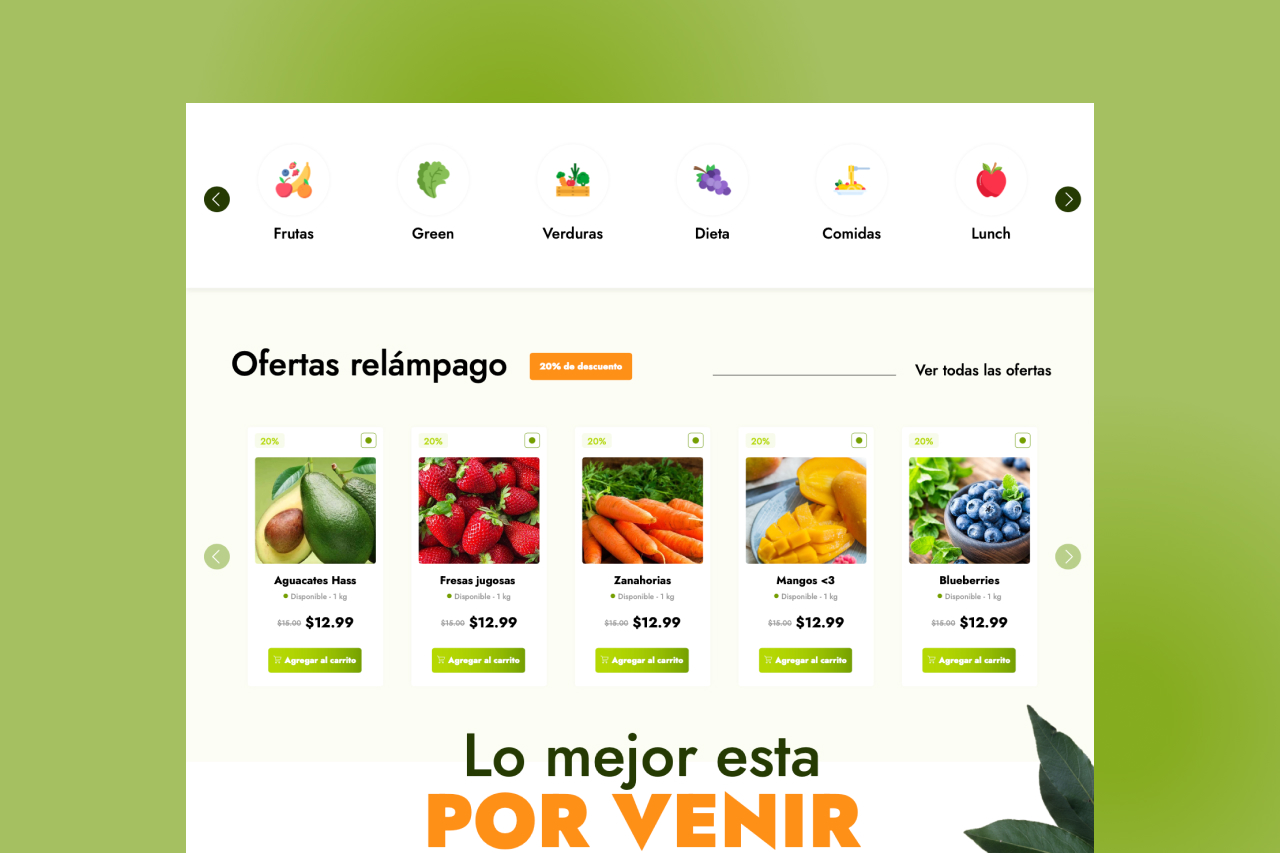 Frutas
Green
Verduras
Dieta
Comidas
Lunch
Ofertas relámpago
20% de descuento
Ver todas las ofertas
20%
20%
20%
20%
20%
Aguacates Hass
Fresas jugosas
Zanahorias
Mangos <3
Blueberries
Disponible - 1 kg
Disponible - 1 kg
Disponible - 1 kg
Disponible - 1 kg
Disponible - 1 kg
$15.00 $12.99
$15.00 $12.99
$15.00 $12.99
$15.00 $12.99
$15.00 $12.99
Agregar al carrito
Agregar al carrito
Agregar al carrito
Agregar al carrito
Agregar al carrito
Lo mejor esta
POR VENIR